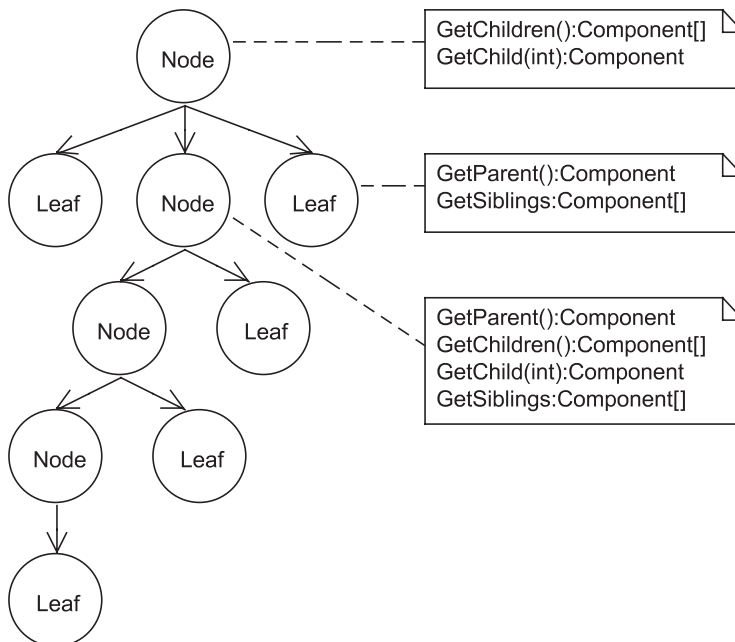 Node
GetChildren():Component[]
GetChild(int):Component
Leaf
Node
Leaf
GetParent():Component
GetSiblings:Component[]
Node
Leaf
GetParent():Component
GetChildren():Component[]
GetChild(int):Component
GetSiblings:Component[]
Node
Leaf
Leaf